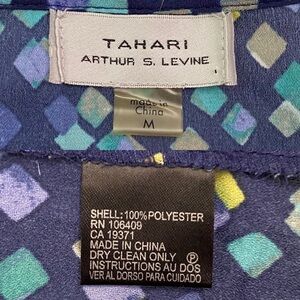 TAHARI
ARTHUR S. LEVINE
made in
China
M
SHELL: 100% POLYESTER
RN 106409
CA 19371
MADE IN CHINA
DRY CLEAN ONLY Ⓟ
INSTRUCTIONS AU DOS
VER AL DORSO PARA CUIDADO